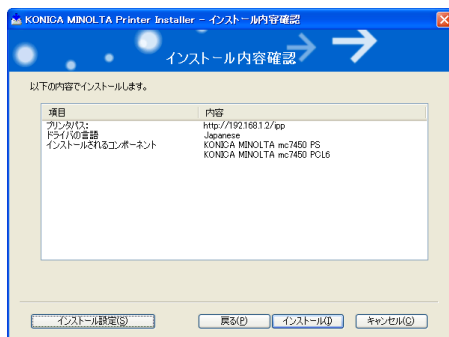 KONICA MINOLTA Printer Installer - インストール内容確認
インストール内容確認
以下の内容でインストールします。
項目 内容
プリンタパス: http://192.168.1.2/ipp
ドライバの言語 Japanese
インストールされるコンポーネント KONICA MINOLTA mc7450 PS
KONICA MINOLTA mc7450 PCL6
インストール設定(S) 戻る(P) インストール(I) キャンセル(C)